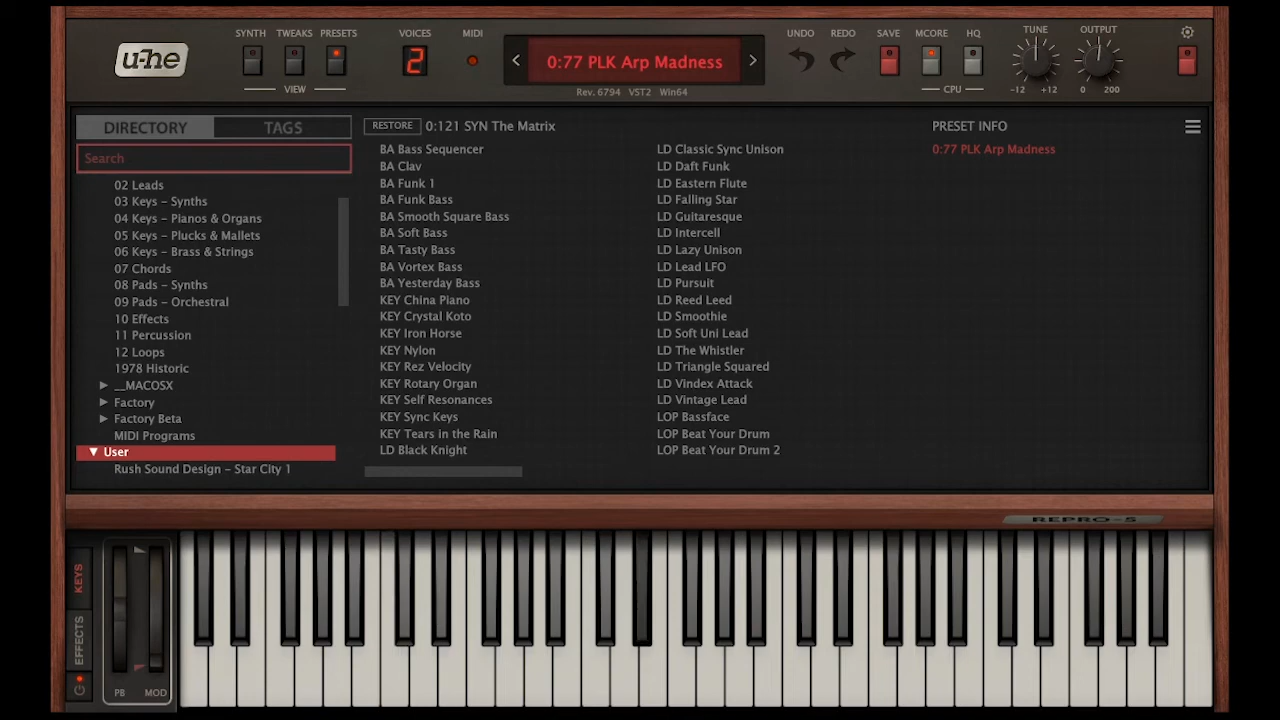 u-he
SYNTH TWEAKS PRESETS
VIEW
VOICES
2
MIDI
0:77 PLK Arp Madness
Rev. 6794 VST2 Win64
UNDO REDO SAVE MCORE HQ
CPU
TUNE
-12 +12
OUTPUT
0 200
DIRECTORY TAGS
Search
02 Leads
03 Keys – Synths
04 Keys – Pianos & Organs
05 Keys – Plucks & Mallets
06 Keys – Brass & Strings
07 Chords
08 Pads – Synths
09 Pads – Orchestral
10 Effects
11 Percussion
12 Loops
1978 Historic
__MACOSX
Factory
Factory Beta
MIDI Programs
User
Rush Sound Design – Star City 1
RESTORE 0:121 SYN The Matrix
BA Bass Sequencer
BA Clav
BA Funk 1
BA Funk Bass
BA Smooth Square Bass
BA Soft Bass
BA Tasty Bass
BA Vortex Bass
BA Yesterday Bass
KEY China Piano
KEY Crystal Koto
KEY Iron Horse
KEY Nylon
KEY Rez Velocity
KEY Rotary Organ
KEY Self Resonances
KEY Sync Keys
KEY Tears in the Rain
LD Black Knight
LD Classic Sync Unison
LD Daft Funk
LD Eastern Flute
LD Falling Star
LD Guitaresque
LD Intercell
LD Lazy Unison
LD Lead LFO
LD Pursuit
LD Reed Leed
LD Smoothie
LD Soft Uni Lead
LD The Whistler
LD Triangle Squared
LD Vindex Attack
LD Vintage Lead
LOP Bassface
LOP Beat Your Drum
LOP Beat Your Drum 2
PRESET INFO
0:77 PLK Arp Madness
REPRO-5
KEYS
EFFECTS
PB MOD